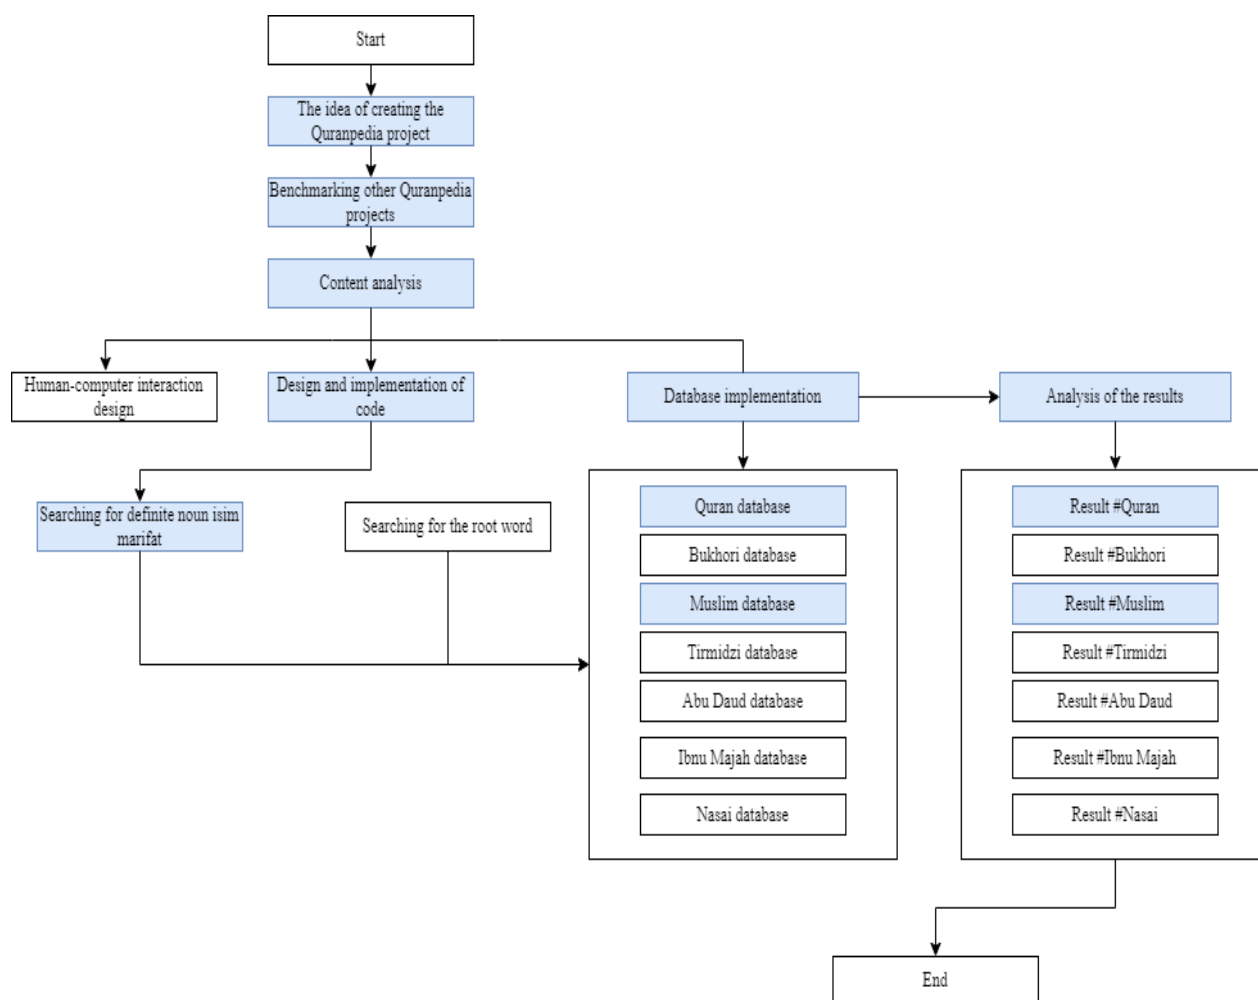 Start
The idea of creating the
Quranpedia project
Benchmarking other Quranpedia
projects
Content analysis
Human-computer interaction
design
Design and implementation of
code
Database implementation
Analysis of the results
Searching for definite noun isim
marifat
Searching for the root word
Quran database
Bukhori database
Muslim database
Tirmidzi database
Abu Daud database
Ibnu Majah database
Nasai database
Result #Quran
Result #Bukhori
Result #Muslim
Result #Tirmidzi
Result #Abu Daud
Result #Ibnu Majah
Result #Nasai
End